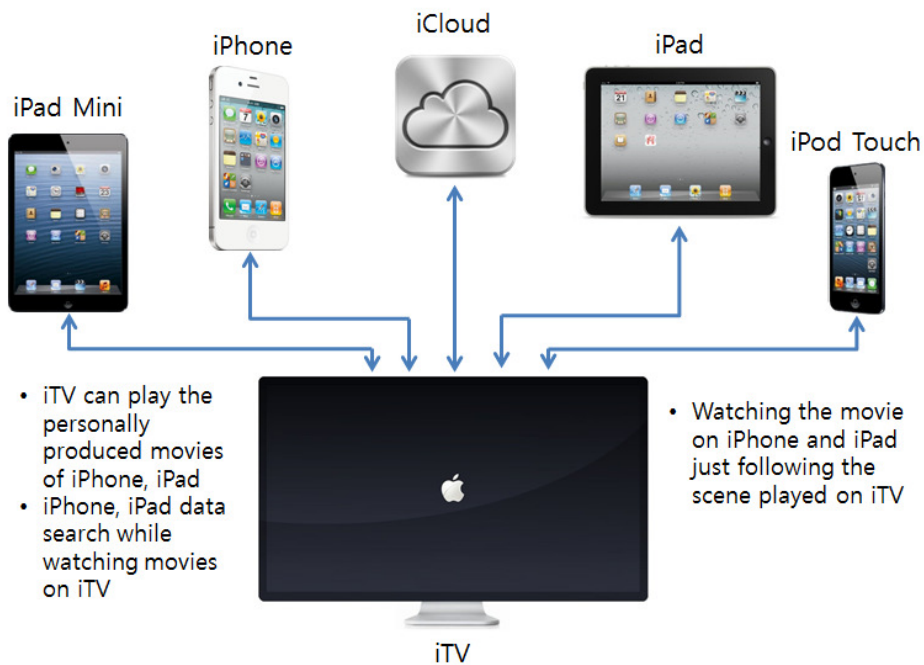 iCloud
iPhone
iPad
iPad Mini
iPod Touch
• iTV can play the
personally
produced movies
of iPhone, iPad
• iPhone, iPad data
search while
watching movies
on iTV
• Watching the movie
on iPhone and iPad
just following the
scene played on iTV
iTV